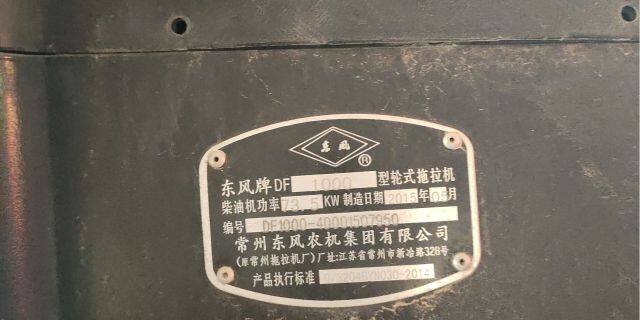 东风
®
东风牌DF 1000 型轮式拖拉机
柴油机功率 73.5 KW 制造日期 2015年05月
编号 DF1000-4D001507950
常州东风农机集团有限公司
(原常州拖拉机厂) 厂址:江苏省常州市新冶路328号
产品执行标准